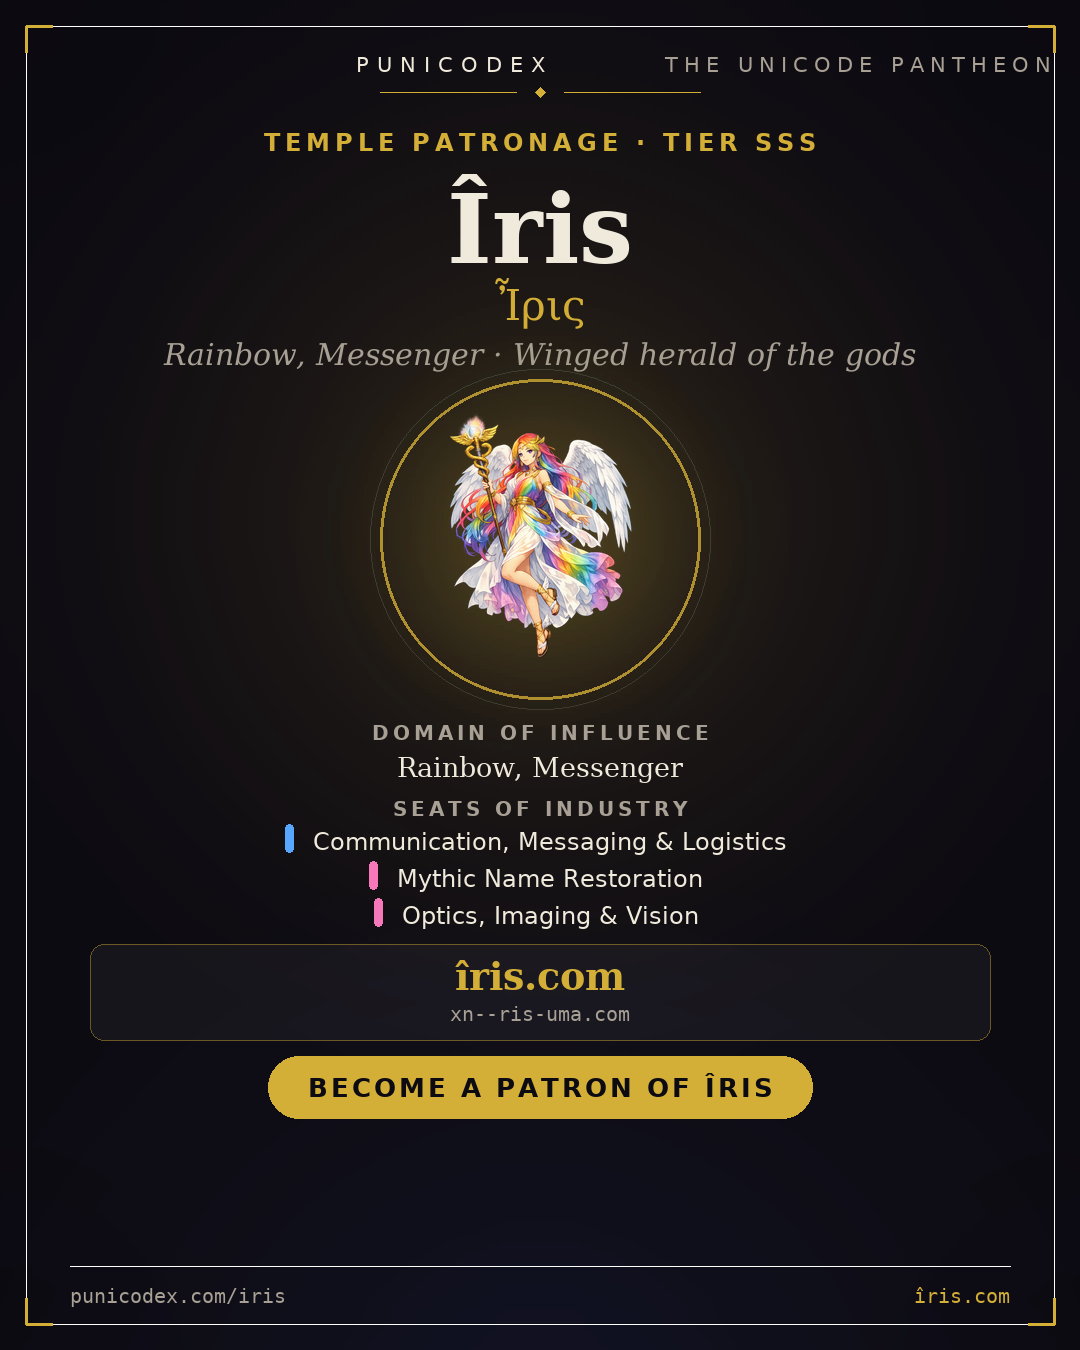 PUNICODEX THE UNICODE PANTHEON
TEMPLE PATRONAGE · TIER SSS
Îris
Ἶρις
Rainbow, Messenger · Winged herald of the gods
DOMAIN OF INFLUENCE
Rainbow, Messenger
SEATS OF INDUSTRY
Communication, Messaging & Logistics
Mythic Name Restoration
Optics, Imaging & Vision
îris.com
xn--ris-uma.com
BECOME A PATRON OF ÎRIS
punicodex.com/iris îris.com